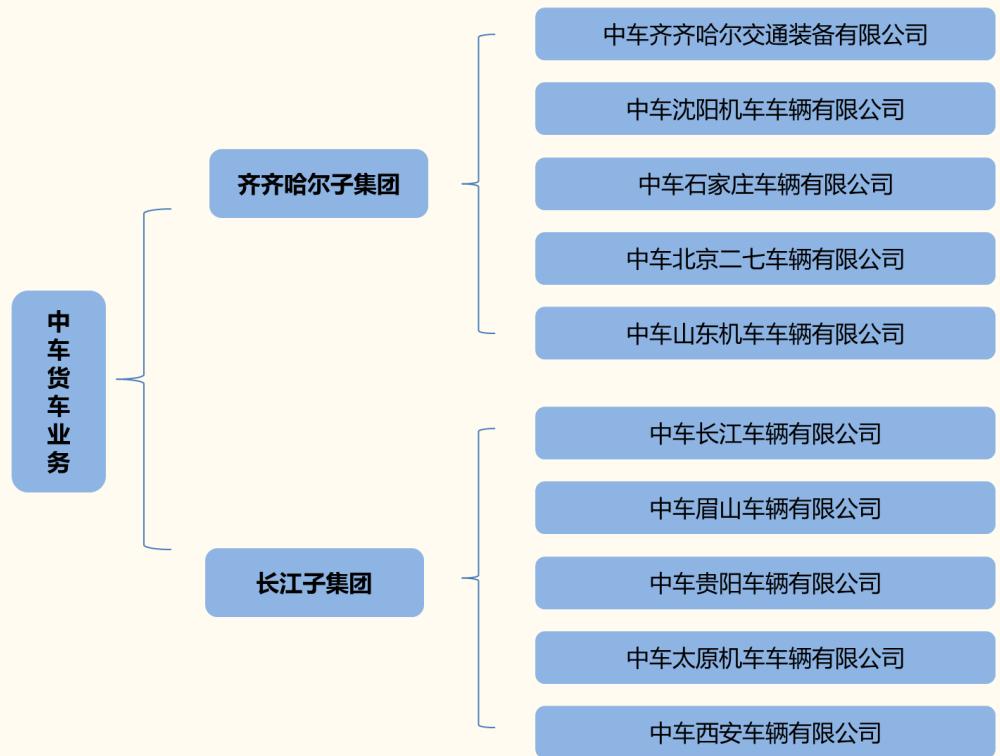 中车货车业务
齐齐哈尔子集团
中车齐齐哈尔交通装备有限公司
中车沈阳机车车辆有限公司
中车石家庄车辆有限公司
中车北京二七车辆有限公司
中车山东机车车辆有限公司
长江子集团
中车长江车辆有限公司
中车眉山车辆有限公司
中车贵阳车辆有限公司
中车太原机车车辆有限公司
中车西安车辆有限公司